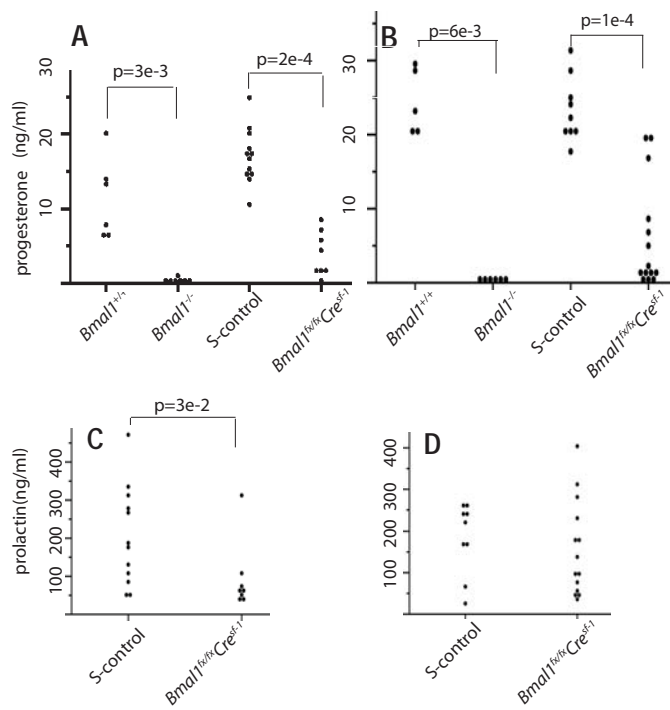 A
B
p=3e-3
p=2e-4
p=6e-3
p=1e-4
progesterone (ng/ml)
30
20
10
30
20
10
Bmal1+/+
Bmal1-/-
S-control
Bmal1fx/fxCresf-1
Bmal1+/+
Bmal1-/-
S-control
Bmal1fx/fxCresf-1
C
D
p=3e-2
prolactin(ng/ml)
400
300
200
100
400
300
200
100
S-control
Bmal1fx/fxCresf-1
S-control
Bmal1fx/fxCresf-1